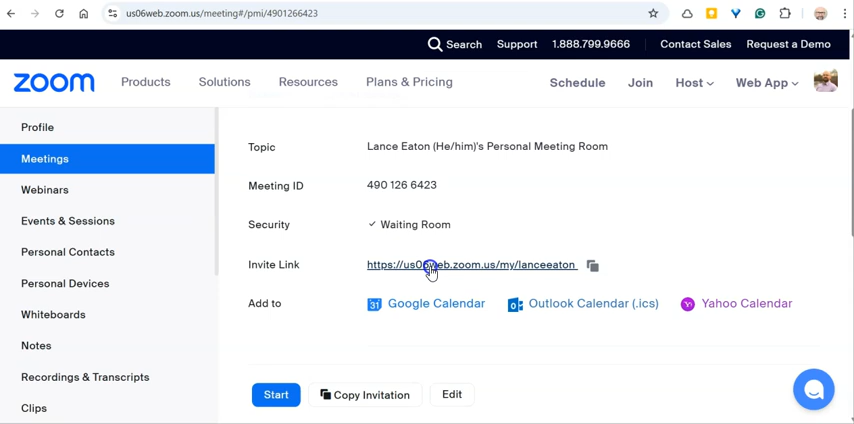 us06web.zoom.us/meeting#/pmi/4901266423
Search Support 1.888.799.9666 Contact Sales Request a Demo
zoom Products Solutions Resources Plans & Pricing Schedule Join Host Web App
Profile
Meetings
Webinars
Events & Sessions
Personal Contacts
Personal Devices
Whiteboards
Notes
Recordings & Transcripts
Clips
Topic Lance Eaton (He/him)'s Personal Meeting Room
Meeting ID 490 126 6423
Security Waiting Room
Invite Link https://us06web.zoom.us/my/lanceeaton
Add to 31 Google Calendar Outlook Calendar (.ics) Yahoo Calendar
Start Copy Invitation Edit